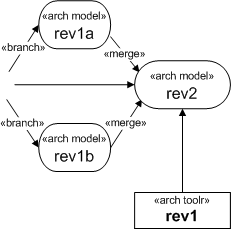 «arch model»
rev1a
«branch»
«merge»
«arch model»
rev2
«branch»
«merge»
«arch model»
rev1b
«arch toolr»
rev1